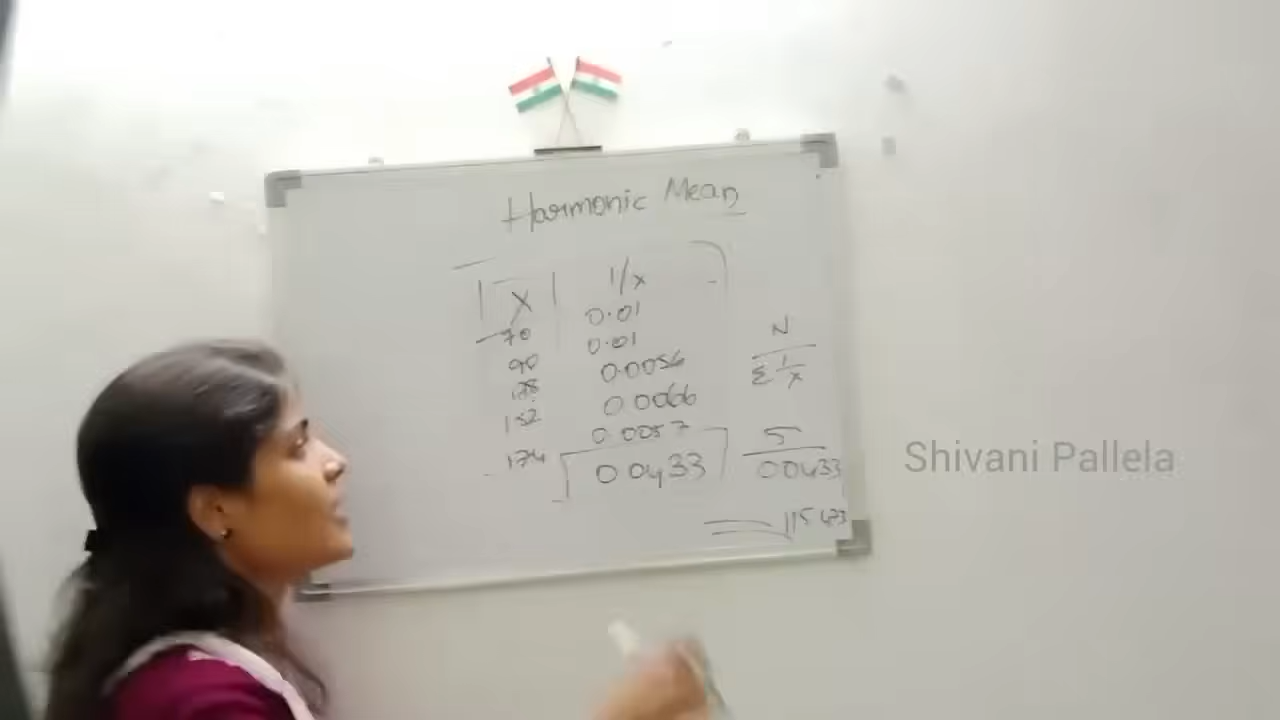 Harmonic Mean
X 1/x
70 0.01
90 0.01
178 0.0056
152 0.0066
174 0.0057
0.0433
N
Σ 1/x
5
0.0433
115.473
Shivani Pallela